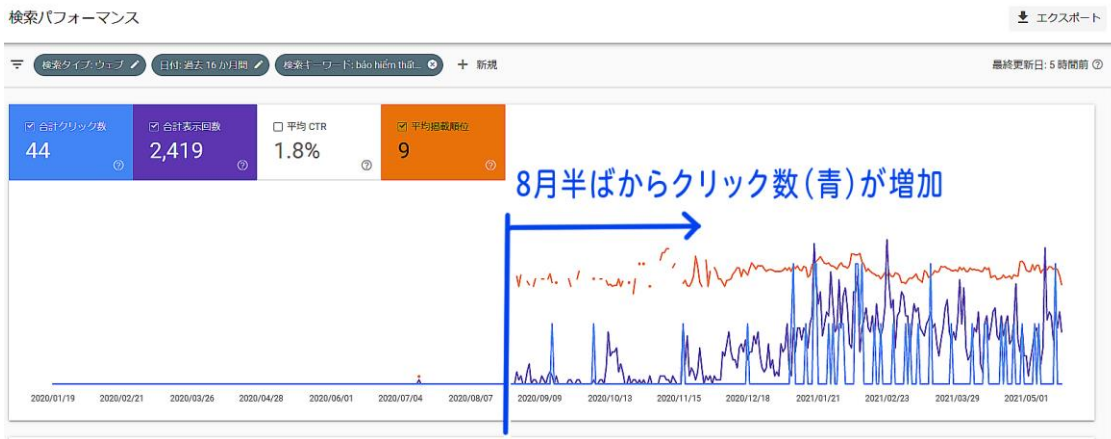 検索パフォーマンス
エクスポート
検索タイプ: ウェブ
日付: 過去 16 か月間
検索キーワード: bảo hiểm thất...
+ 新規
最終更新日: 5 時間前
合計クリック数
44
合計表示回数
2,419
平均 CTR
1.8%
平均掲載順位
9
8月半ばからクリック数(青)が増加
2020/01/19 2020/02/21 2020/03/26 2020/04/28 2020/06/01 2020/07/04 2020/08/07 2020/09/09 2020/10/13 2020/11/15 2020/12/18 2021/01/21 2021/02/23 2021/03/29 2021/05/01